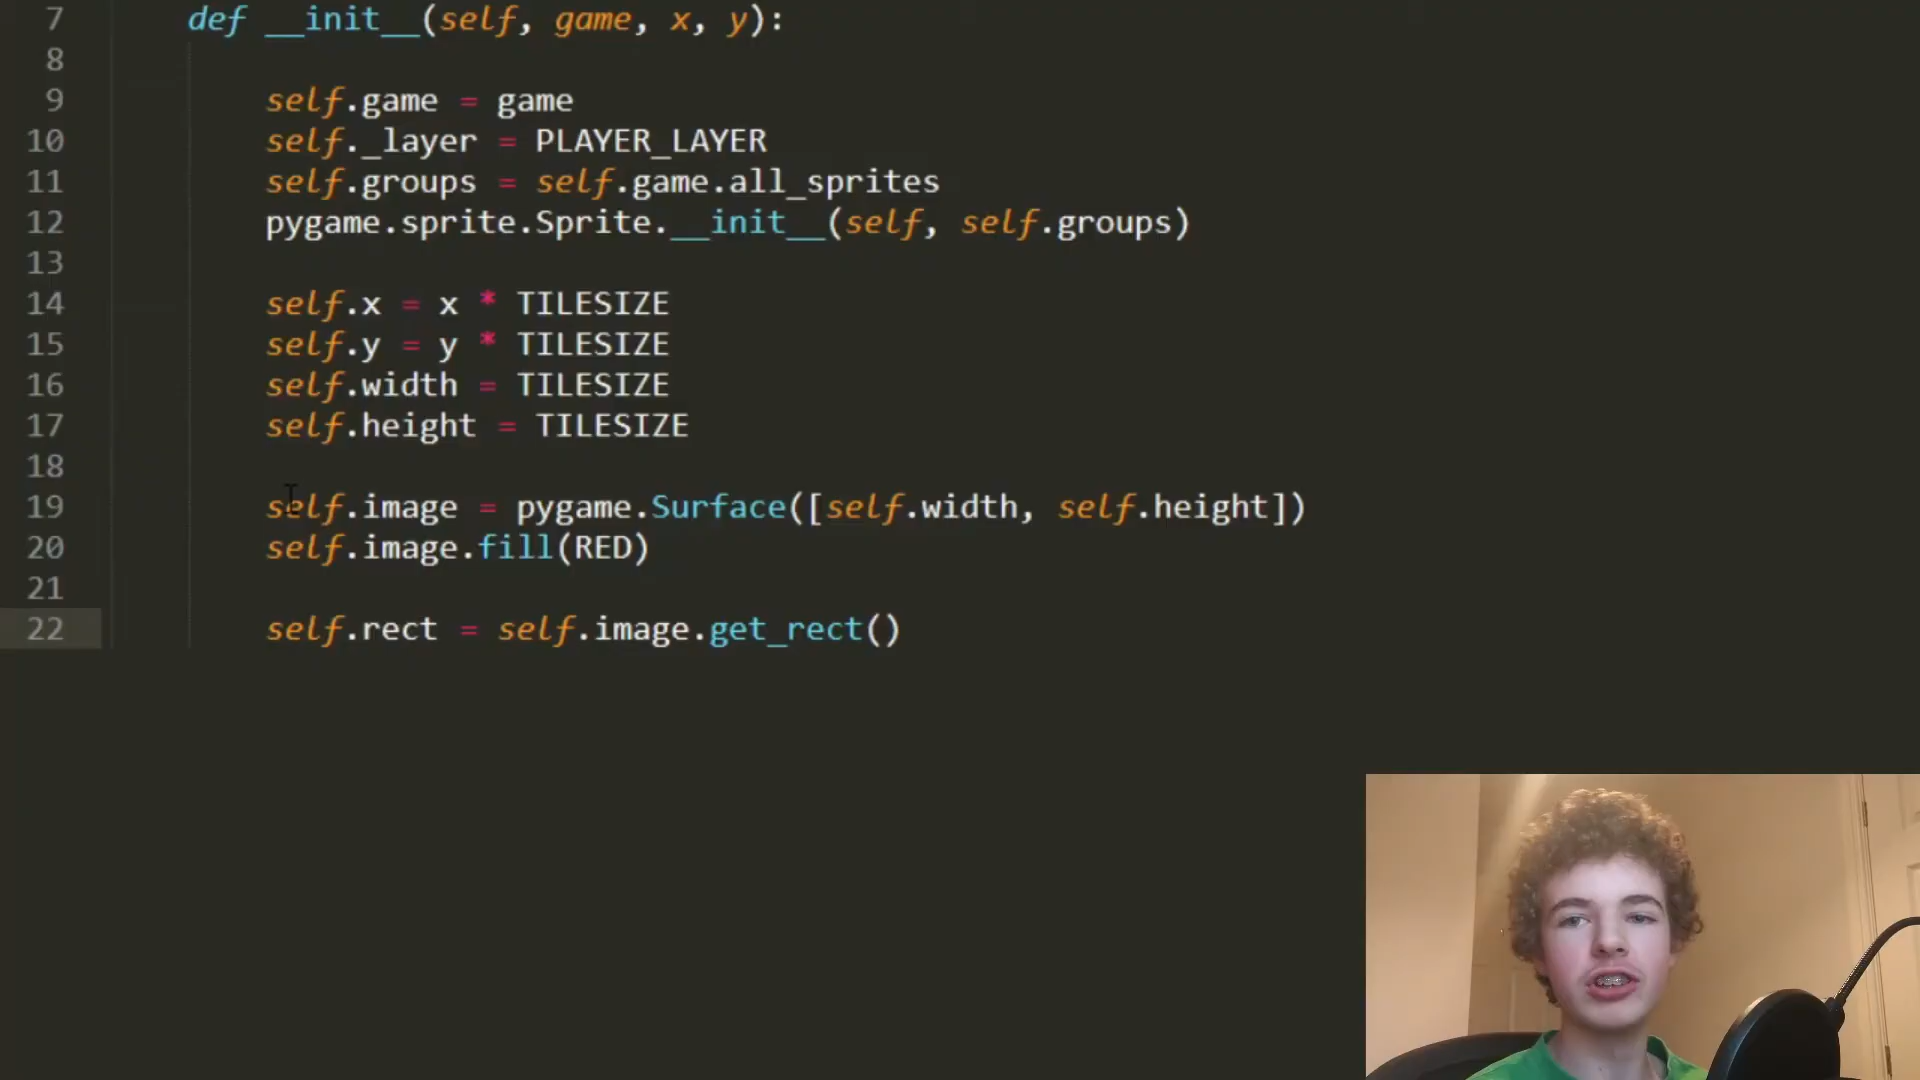 7 def __init__(self, game, x, y):
8
9 self.game = game
10 self._layer = PLAYER_LAYER
11 self.groups = self.game.all_sprites
12 pygame.sprite.Sprite.__init__(self, self.groups)
13
14 self.x = x * TILESIZE
15 self.y = y * TILESIZE
16 self.width = TILESIZE
17 self.height = TILESIZE
18
19 self.image = pygame.Surface([self.width, self.height])
20 self.image.fill(RED)
21
22 self.rect = self.image.get_rect()